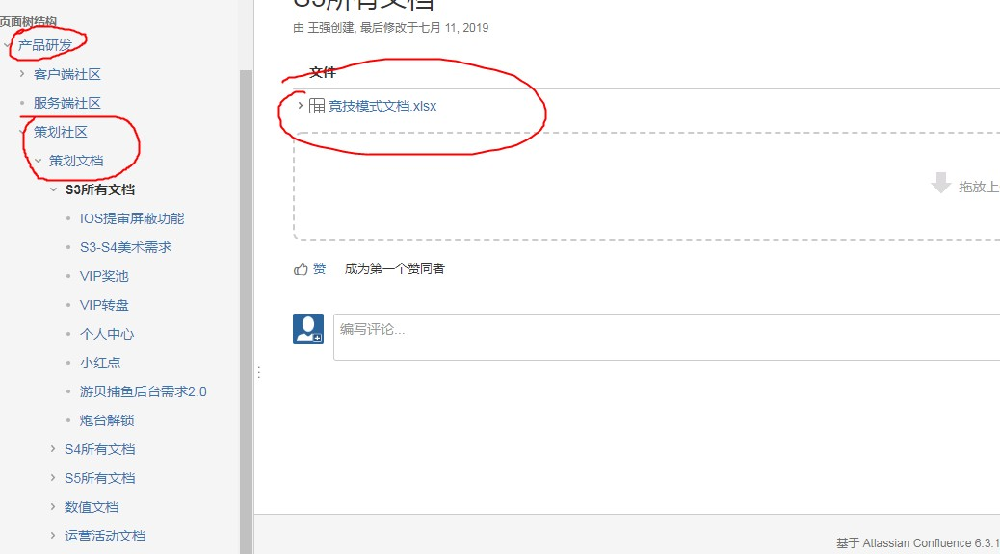 页面树结构
产品研发
客户端社区
服务端社区
策划社区
策划文档
S3所有文档
IOS提审屏蔽功能
S3-S4美术需求
VIP奖池
VIP转盘
个人中心
小红点
游贝捕鱼后台需求2.0
炮台解锁
S4所有文档
S5所有文档
数值文档
运营活动文档
S3所有文档
由 王强创建, 最后修改于七月 11, 2019
文件
竞技模式文档.xlsx
拖放上
赞 成为第一个赞同者
编写评论...
基于 Atlassian Confluence 6.3.1